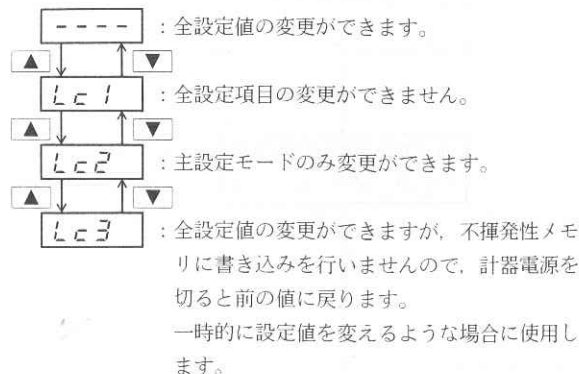 ---- : 全設定値の変更ができます。
▲ ▼
Lc1 : 全設定項目の変更ができません。
▲ ▼
Lc2 : 主設定モードのみ変更ができます。
▲ ▼
Lc3 : 全設定値の変更ができますが，不揮発性メモ
リに書き込みを行いませんので，計器電源を
切ると前の値に戻ります。
一時的に設定値を変えるような場合に使用し
ます。